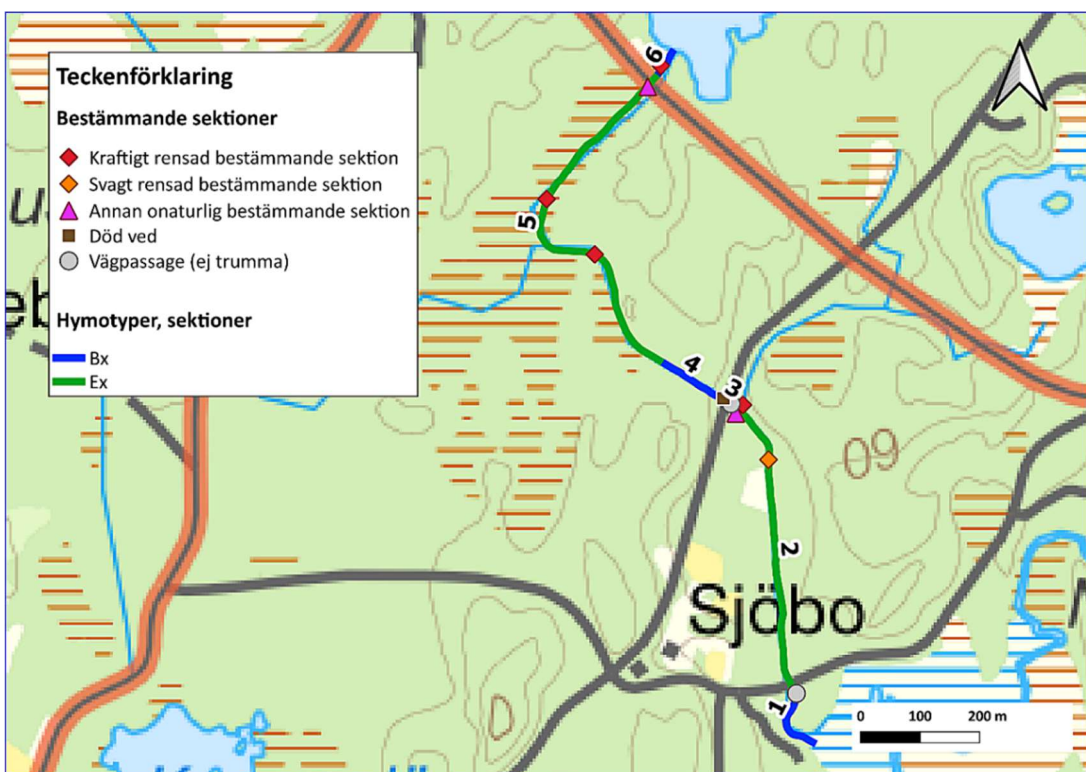 Teckenförklaring
Bestämmande sektioner
Kraftigt rensad bestämmande sektion
Svagt rensad bestämmande sektion
Annan onaturlig bestämmande sektion
Död ved
Vägpassage (ej trumma)
Hymotyper, sektioner
Bx
Ex
6
5
4
3
60
2
Sjöbo
1
0 100 200 m